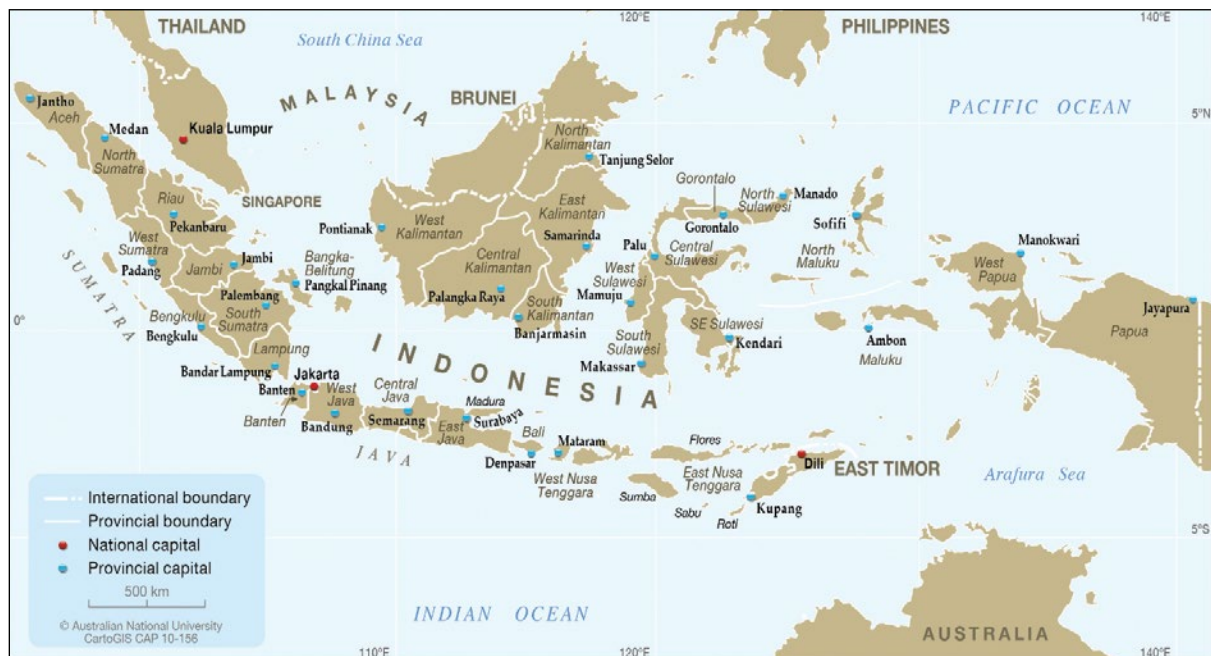 120°E
140°E
THAILAND
South China Sea
PHILIPPINES
MALAYSIA
BRUNEI
PACIFIC OCEAN
Jantho
Aceh
Medan
North
Sumatra
Kuala Lumpur
5°N
North
Kalimantan
Tanjung Selor
Riau
Pekanbaru
SINGAPORE
Pontianak
West
Kalimantan
East
Kalimantan
Samarinda
Gorontalo
Gorontalo
North
Sulawesi
Manado
Sofifi
North
Maluku
Manokwari
West
Papua
SUMATRA
West
Sumatra
Padang
Jambi
Jambi
Bangka-
Belitung
Pangkal Pinang
Central
Kalimantan
Palangka Raya
Palu
Central
Sulawesi
West
Sulawesi
Mamuju
Jayapura
Papua
0°
Bengkulu
Bengkulu
Palembang
South
Sumatra
South
Kalimantan
Banjarmasin
SE Sulawesi
Kendari
South
Sulawesi
Makassar
Ambon
Maluku
Lampung
Bandar Lampung
INDONESIA
Jakarta
Banten
Banten
West
Java
Bandung
Central
Java
Semarang
Madura
Surabaya
East
Java
JAVA
Bali
Denpasar
Mataram
West Nusa
Tenggara
Flores
Sumba
East Nusa
Tenggara
Sabu
Roti
Kupang
Dili
EAST TIMOR
Arafura Sea
5°S
International boundary
Provincial boundary
National capital
Provincial capital
500 km
© Australian National University
CartoGIS CAP 10-156
INDIAN OCEAN
AUSTRALIA
110°E
120°E
140°E